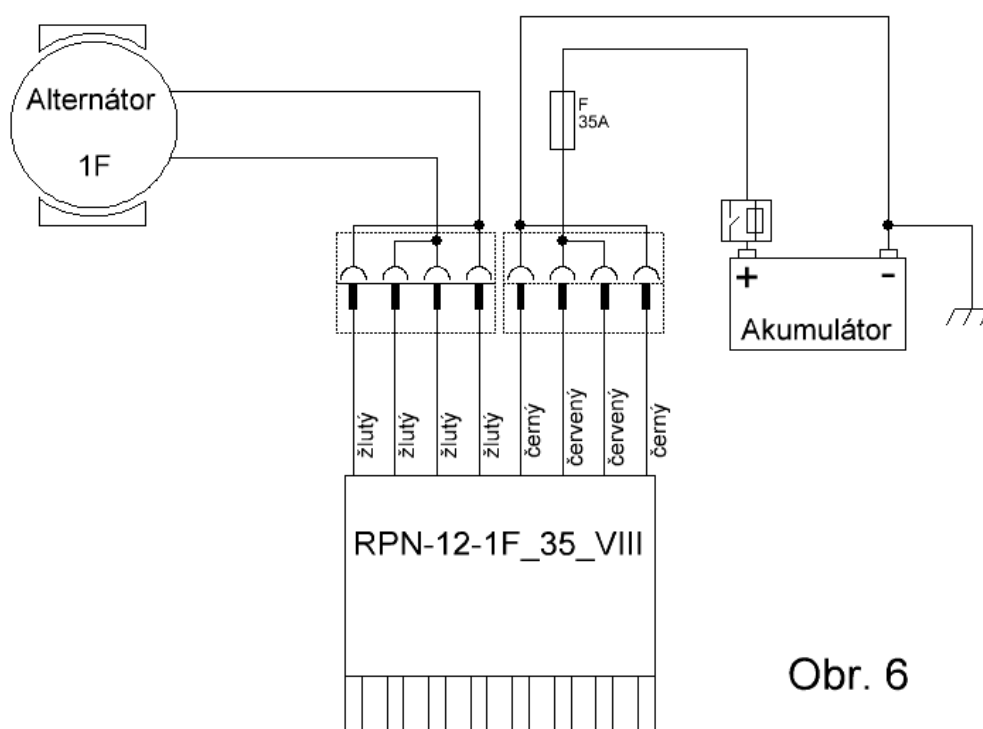 Alternátor
1F
F
35A
+
-
Akumulátor
žlutý
žlutý
žlutý
žlutý
černý
červený
červený
černý
RPN-12-1F_35_VIII
Obr. 6